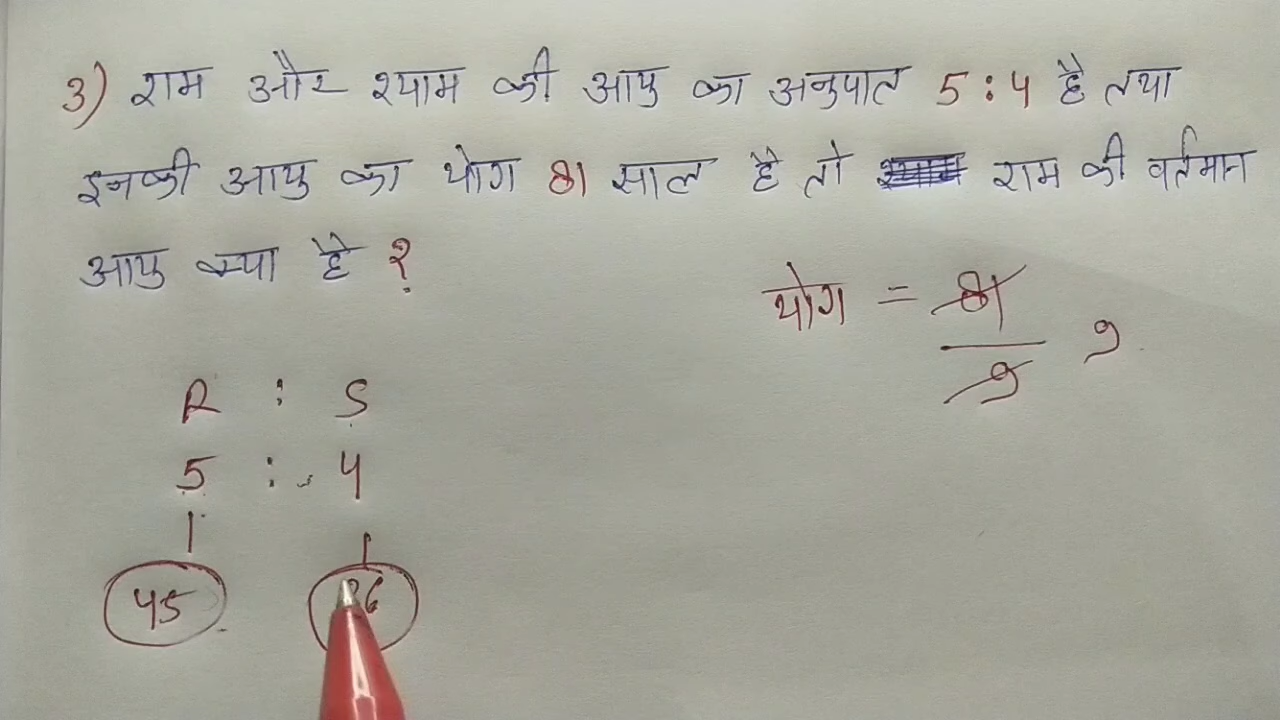 3) राम और श्याम की आयु का अनुपात 5 : 4 है तथा
इनकी आयु का योग 81 साल है तो राम की वर्तमान
आयु क्या है ?
योग = 81
9
9
R : S
5 : 4
45
36